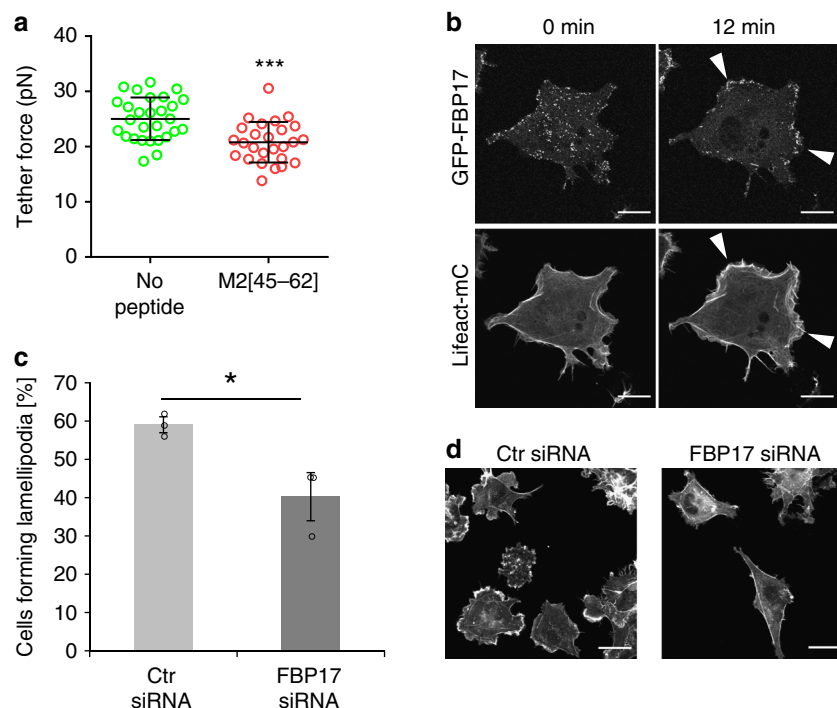 a
Tether force (pN)
40
30
20
10
0
***
No peptide
M2[45–62]
b
0 min
12 min
GFP-FBP17
Lifeact-mC
c
Cells forming lamellipodia [%]
70
60
50
40
30
20
10
0
*
Ctr siRNA
FBP17 siRNA
d
Ctr siRNA
FBP17 siRNA